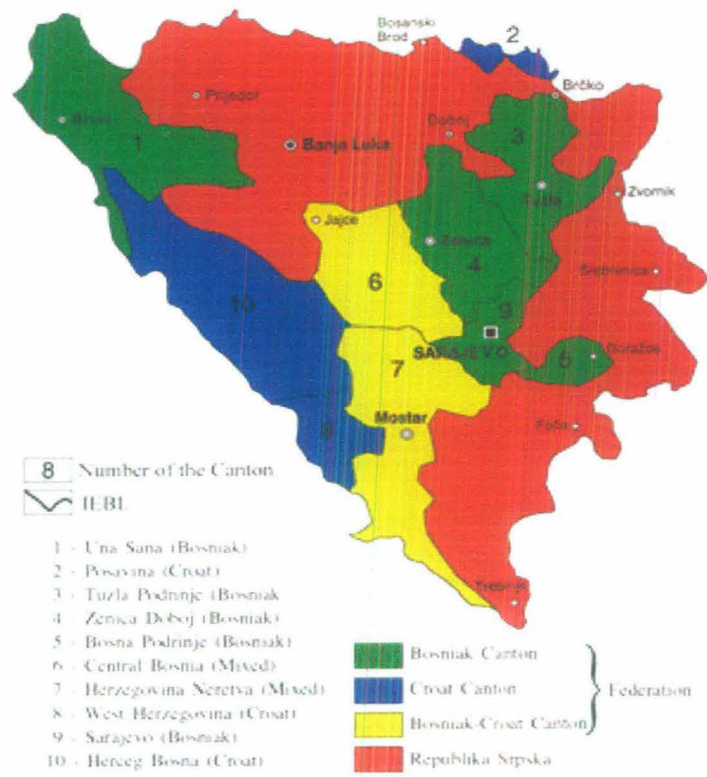 Bosanski
Brod
2
Brčko
Prijedor
Bihać
Doboj
3
1
Banja Luka
Tuzla
Zvornik
Jajce
Zenica
4
Srebrenica
6
10
9
SARAJEVO
Goražde
5
7
Mostar
8
Foča
8 Number of the Canton
IEBL
Trebinje
1 - Una Sana (Bosniak)
2 - Posavina (Croat)
3 - Tuzla Podrinje (Bosniak
4 - Zenica Doboj (Bosniak)
5 - Bosna Podrinje (Bosniak)
6 - Central Bosnia (Mixed)
7 - Herzegovina Neretva (Mixed)
8 - West Herzegovina (Croat)
9 - Sarajevo (Bosniak)
10 - Herceg Bosna (Croat)
Bosniak Canton
Croat Canton
Federation
Bosniak-Croat Canton
Republika Srpska